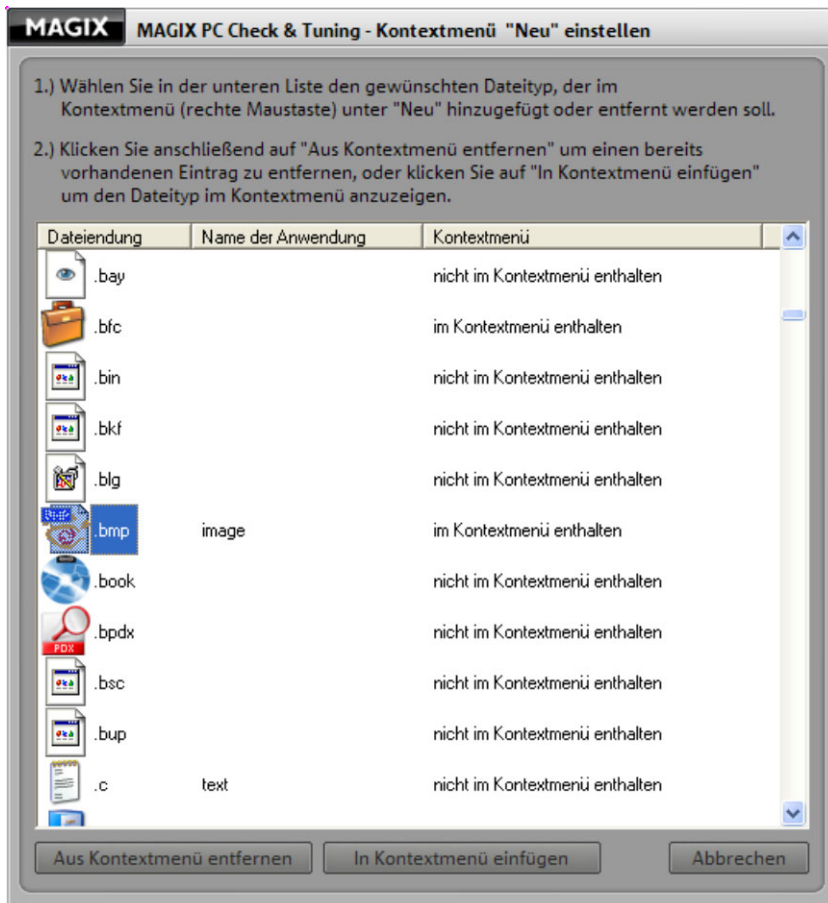 MAGIX MAGIX PC Check & Tuning - Kontextmenü "Neu" einstellen
1.) Wählen Sie in der unteren Liste den gewünschten Dateityp, der im
Kontextmenü (rechte Maustaste) unter "Neu" hinzugefügt oder entfernt werden soll.
2.) Klicken Sie anschließend auf "Aus Kontextmenü entfernen" um einen bereits
vorhandenen Eintrag zu entfernen, oder klicken Sie auf "In Kontextmenü einfügen"
um den Dateityp im Kontextmenü anzuzeigen.
Dateiendung Name der Anwendung Kontextmenü
.bay nicht im Kontextmenü enthalten
.bfc im Kontextmenü enthalten
.bin nicht im Kontextmenü enthalten
.bkf nicht im Kontextmenü enthalten
.blg nicht im Kontextmenü enthalten
.bmp image im Kontextmenü enthalten
.book nicht im Kontextmenü enthalten
PDX .bpdx nicht im Kontextmenü enthalten
.bsc nicht im Kontextmenü enthalten
.bup nicht im Kontextmenü enthalten
.c text nicht im Kontextmenü enthalten
Aus Kontextmenü entfernen In Kontextmenü einfügen Abbrechen